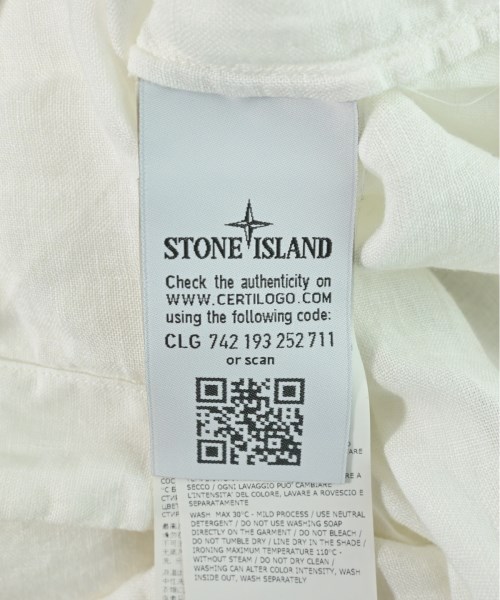 STONE ISLAND
Check the authenticity on
WWW.CERTILOGO.COM
using the following code:
CLG 742 193 252 711
or scan
SECCO / OGNI LAVAGGIO PUO' CAMBIARE
L'INTENSITA' DEL COLORE, LAVARE A ROVESCIO E
SEPARATAMENTE
WASH MAX 30°C - MILD PROCESS / USE NEUTRAL
DETERGENT / DO NOT USE WASHING SOAP
DIRECTLY ON THE GARMENT / DO NOT BLEACH /
DO NOT TUMBLE DRY / LINE DRY IN THE SHADE /
IRONING MAXIMUM TEMPERATURE 110°C -
WITHOUT STEAM / DO NOT DRY CLEAN /
WASHING CAN ALTER COLOR INTENSITY, WASH
INSIDE OUT, WASH SEPARATELY